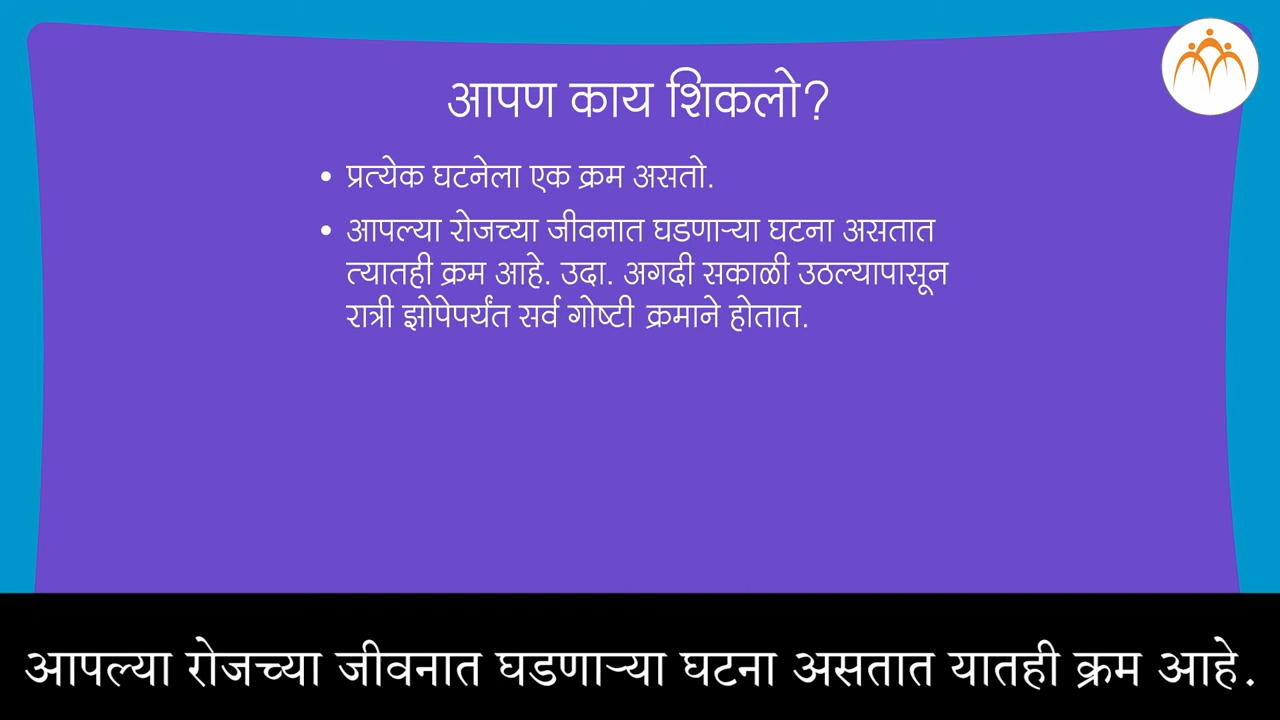 आपण काय शिकलो?
• प्रत्येक घटनेला एक क्रम असतो.
• आपल्या रोजच्या जीवनात घडणाऱ्या घटना असतात
त्यातही क्रम आहे. उदा. अगदी सकाळी उठल्यापासून
रात्री झोपेपर्यंत सर्व गोष्टी क्रमाने होतात.
आपल्या रोजच्या जीवनात घडणाऱ्या घटना असतात यातही क्रम आहे.